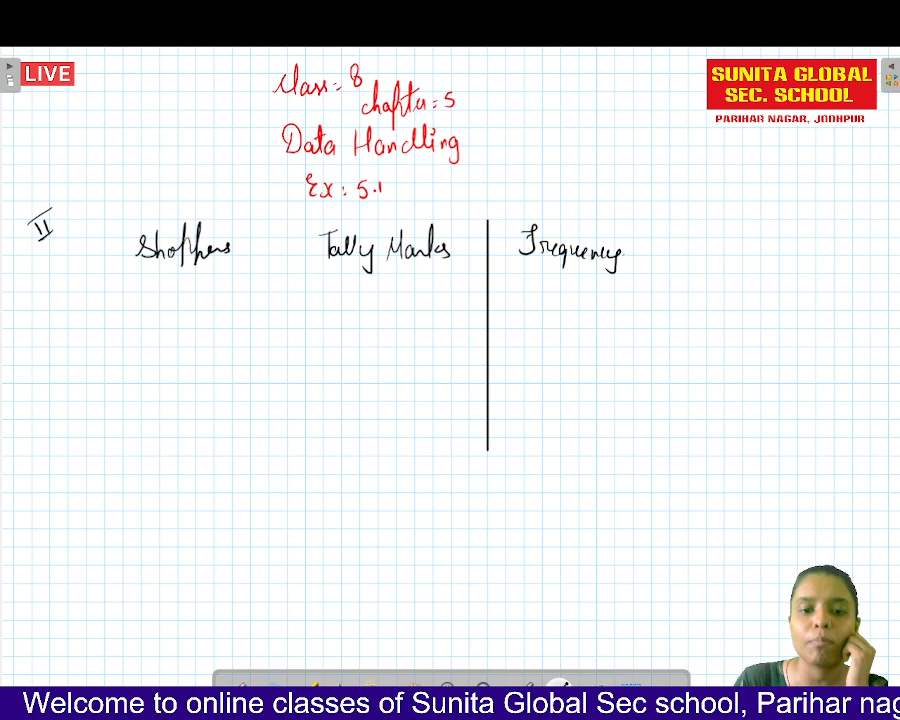 LIVE
SUNITA GLOBAL
SEC. SCHOOL
PARIHAR NAGAR, JODHPUR
Class = 8
chapter = 5
Data Handling
Ex : 5.1
II
Shoppers Tally Marks Frequency
Welcome to online classes of Sunita Global Sec school, Parihar nag